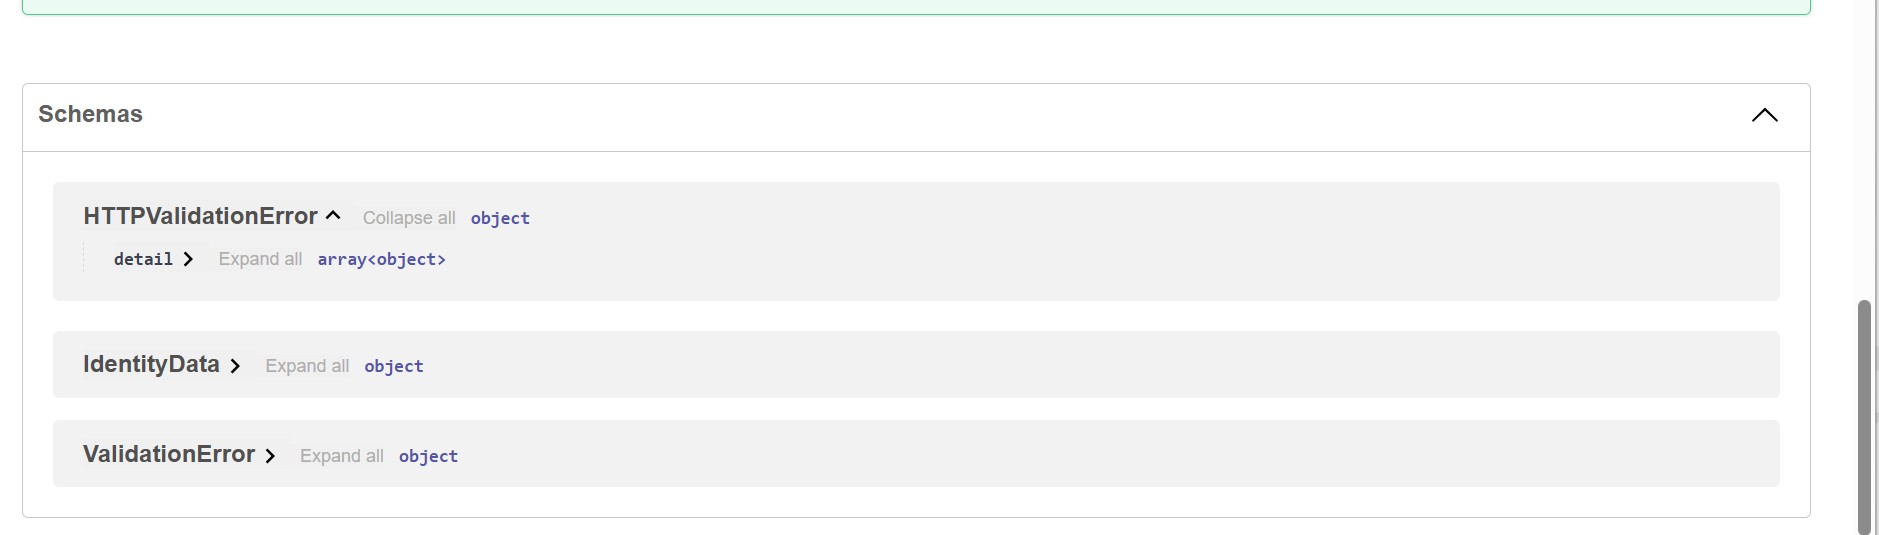 Schemas
HTTPValidationError Collapse all object
detail Expand all array<object>
IdentityData Expand all object
ValidationError Expand all object